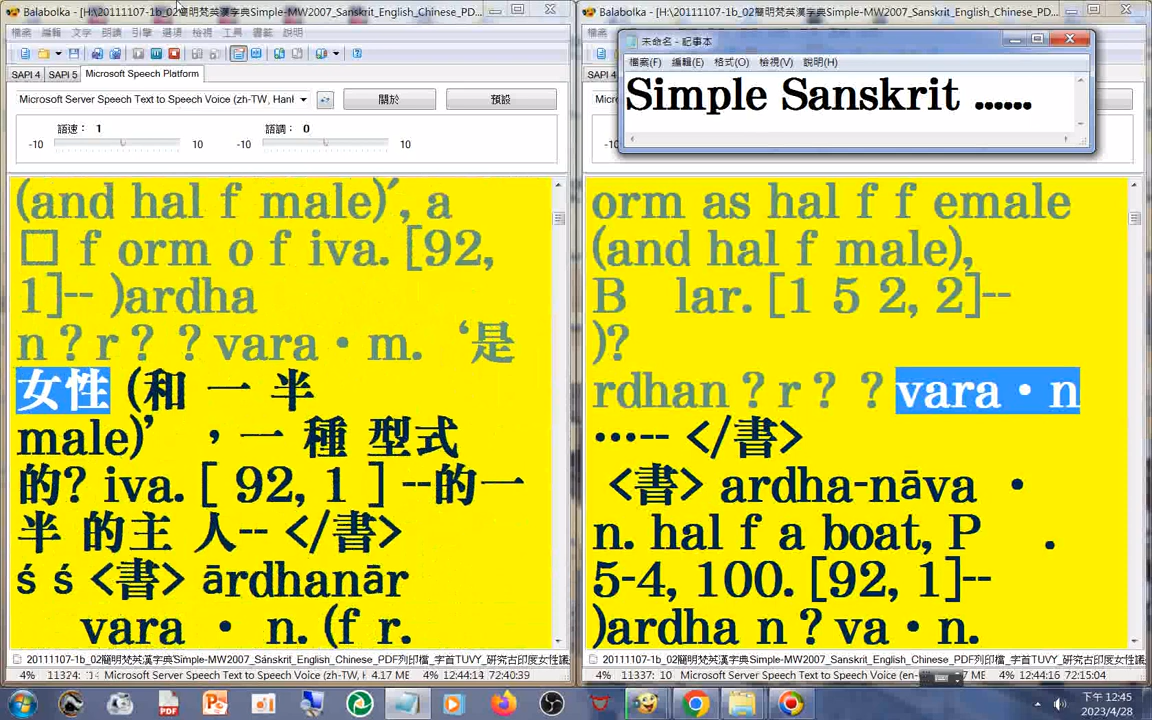 Balabolka - [H:\20111107-1b_02簡明梵英漢字典Simple-MW2007_Sanskrit_English_Chinese_PD...
檔案 編輯 文字 朗讀 引擎 選項 檢視 工具 書籤 說明
SAPI 4 SAPI 5 Microsoft Speech Platform
Microsoft Server Speech Text to Speech Voice (zh-TW, HanH
關於 預設
語速： 1 語調： 0
-10 10 -10 10
(and hal f male)′, a
□ f orm o f iva. [92,
1]-- )ardha
n？r？？vara‧m. ‘是
女性 (和 一 半
male)’ ，一 種 型式
的? iva. [ 92, 1 ] --的一
半 的主 人-- </書>
ś ś <書> ārdhanār
vara ‧ n. (f r.
20111107-1b_02簡明梵英漢字典Simple-MW2007_Sanskrit_English_Chinese_PDF列印檔_字首TUVY_研究古印度女性議
4% 11324: Microsoft Server Speech Text to Speech Voice (zh-TW, H 4.17 ME 4% 12:44:14 72:40:39
Balabolka - [H:\20111107-1b_02簡明梵英漢字典Simple-MW2007_Sanskrit_English_Chinese_PD...
檔案
SAPI 4
未命名 - 記事本
檔案(F) 編輯(E) 格式(O) 檢視(V) 說明(H)
Simple Sanskrit ......
-10 10 -10 10
orm as hal f f emale
(and hal f male),
B lar. [1 5 2, 2]--
)?
rdhan？r？？vara‧n
…-- </書>
<書> ardha-nāva ‧
n. hal f a boat, P .
5-4, 100. [92, 1]--
)ardha n？va‧n.
20111107-1b_02簡明梵英漢字典Simple-MW2007_Sanskrit_English_Chinese_PDF列印檔_字首TUVY_研究古印度女性議
4% 11337: 10 Microsoft Server Speech Text to Speech Voice (zh-TW, H 4.17 ME 4% 12:44:16 72:15:04
下午 12:45
2023/4/28